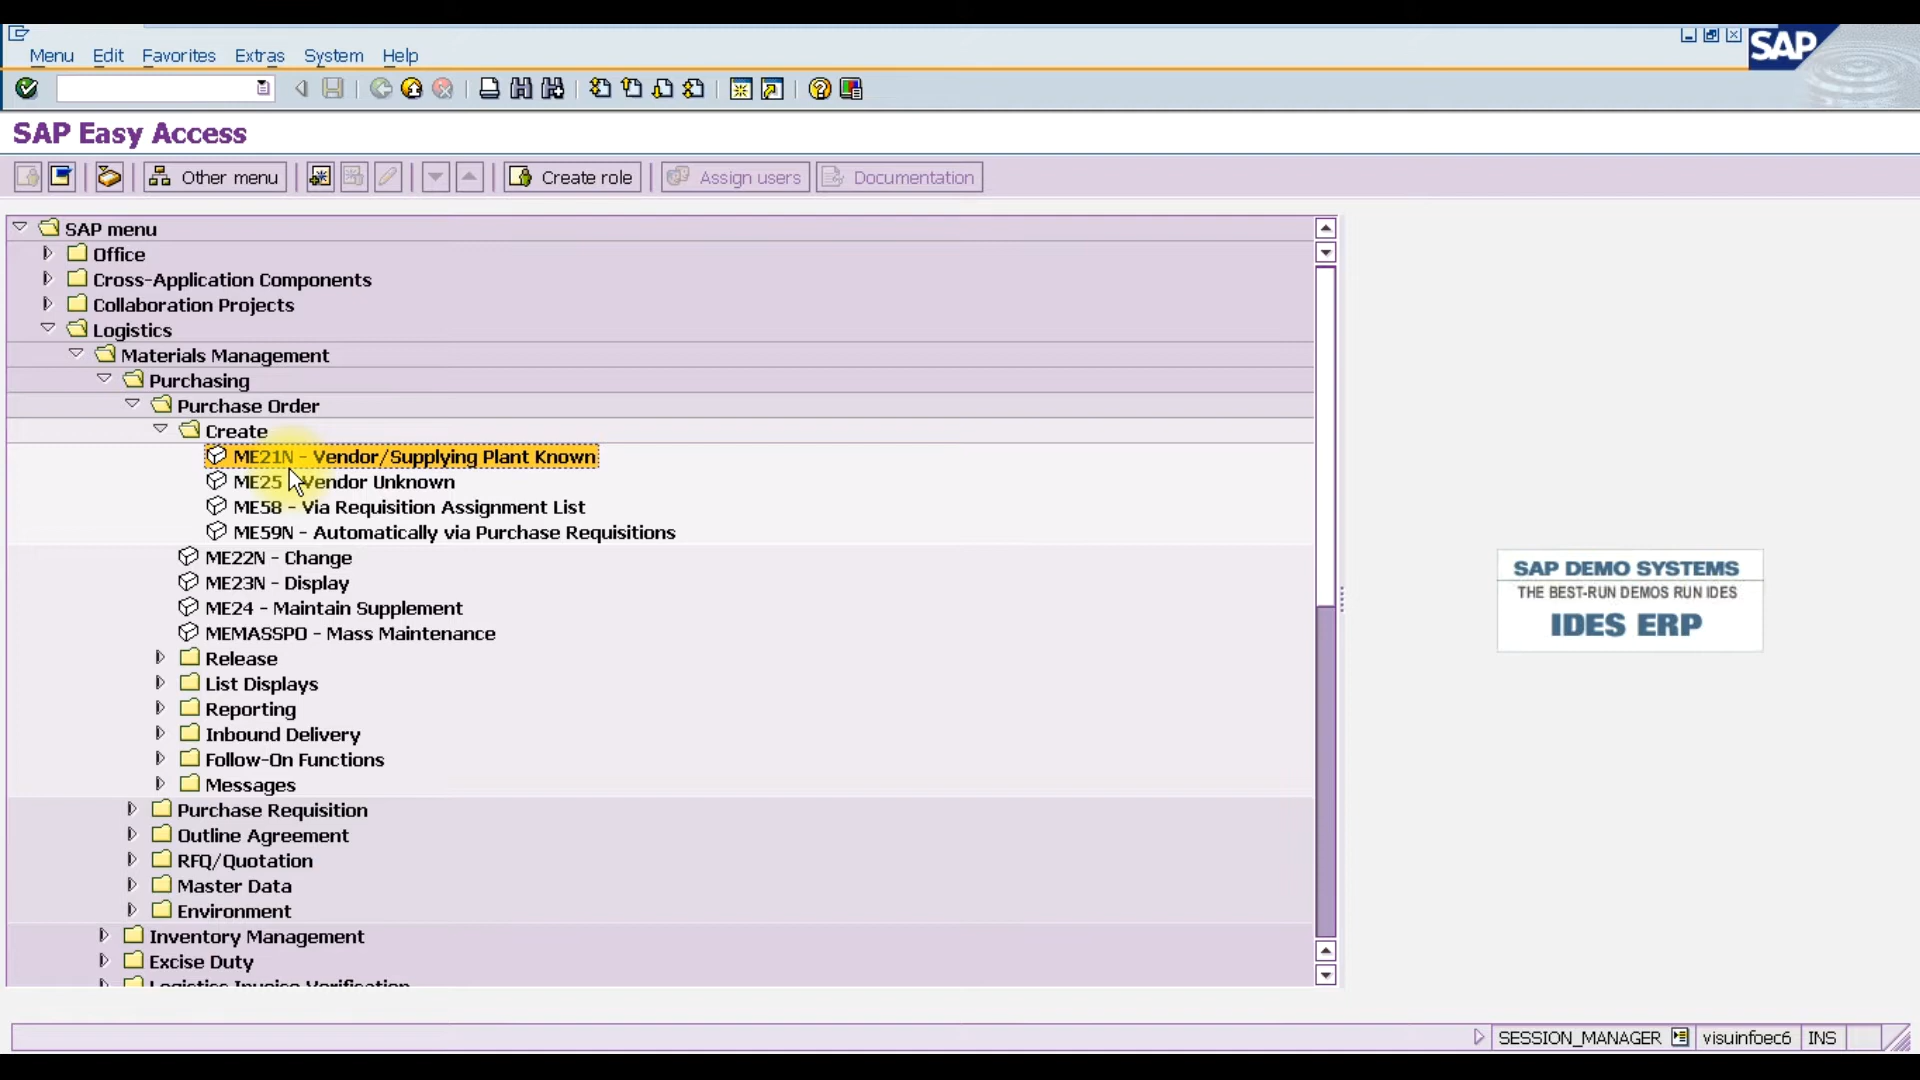 SAP
Menu Edit Favorites Extras System Help
SAP Easy Access
Other menu Create role Assign users Documentation
SAP menu
Office
Cross-Application Components
Collaboration Projects
Logistics
Materials Management
Purchasing
Purchase Order
Create
ME21N - Vendor/Supplying Plant Known
ME25 - Vendor Unknown
ME58 - Via Requisition Assignment List
ME59N - Automatically via Purchase Requisitions
ME22N - Change
ME23N - Display
ME24 - Maintain Supplement
MEMASSPO - Mass Maintenance
Release
List Displays
Reporting
Inbound Delivery
Follow-On Functions
Messages
Purchase Requisition
Outline Agreement
RFQ/Quotation
Master Data
Environment
Inventory Management
Excise Duty
Logistics Invoice Verification
SAP DEMO SYSTEMS
THE BEST-RUN DEMOS RUN IDES
IDES ERP
SESSION_MANAGER visuinfoec6 INS